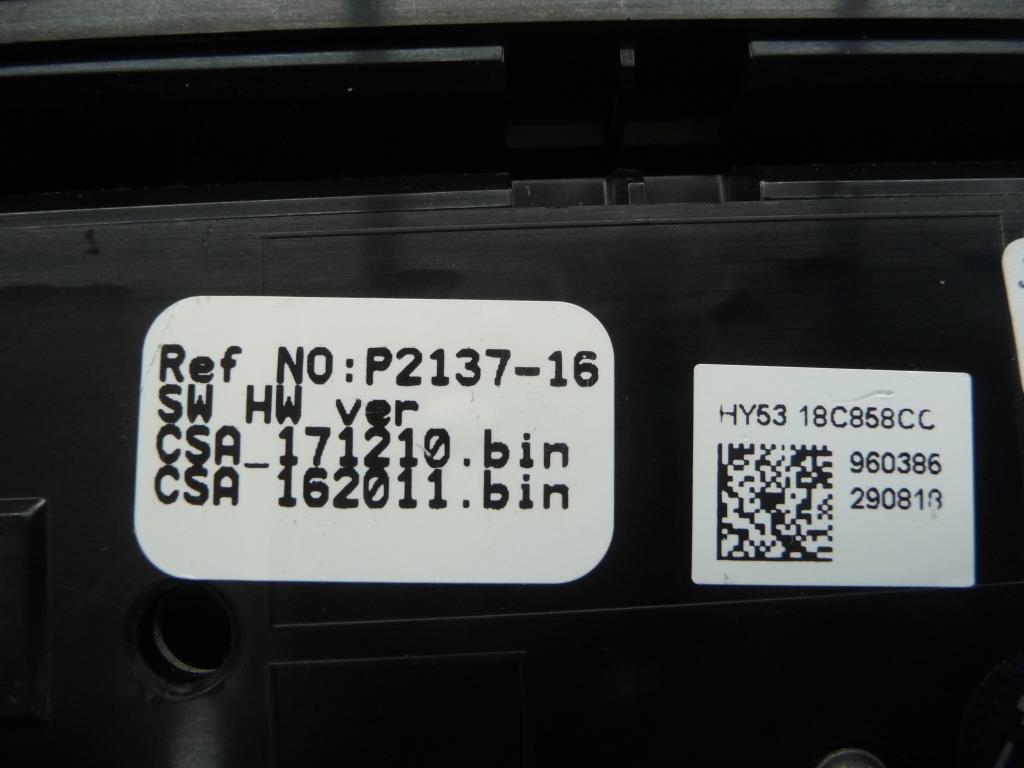 Ref NO:P2137-16
SW HW ver
CSA_171210.bin
CSA 162011.bin
HY53 18C858CC
960386
290818